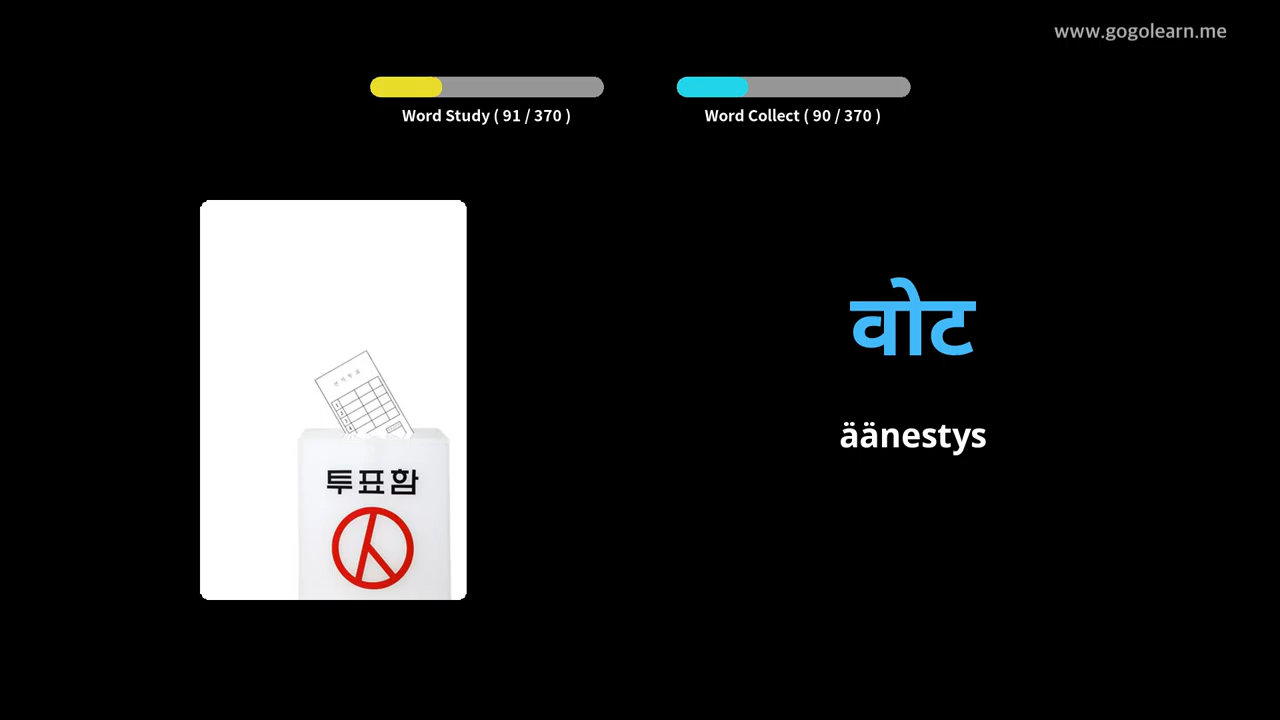 www.gogolearn.me
Word Study ( 91 / 370 )
Word Collect ( 90 / 370 )
वोट
äänestys
투표함